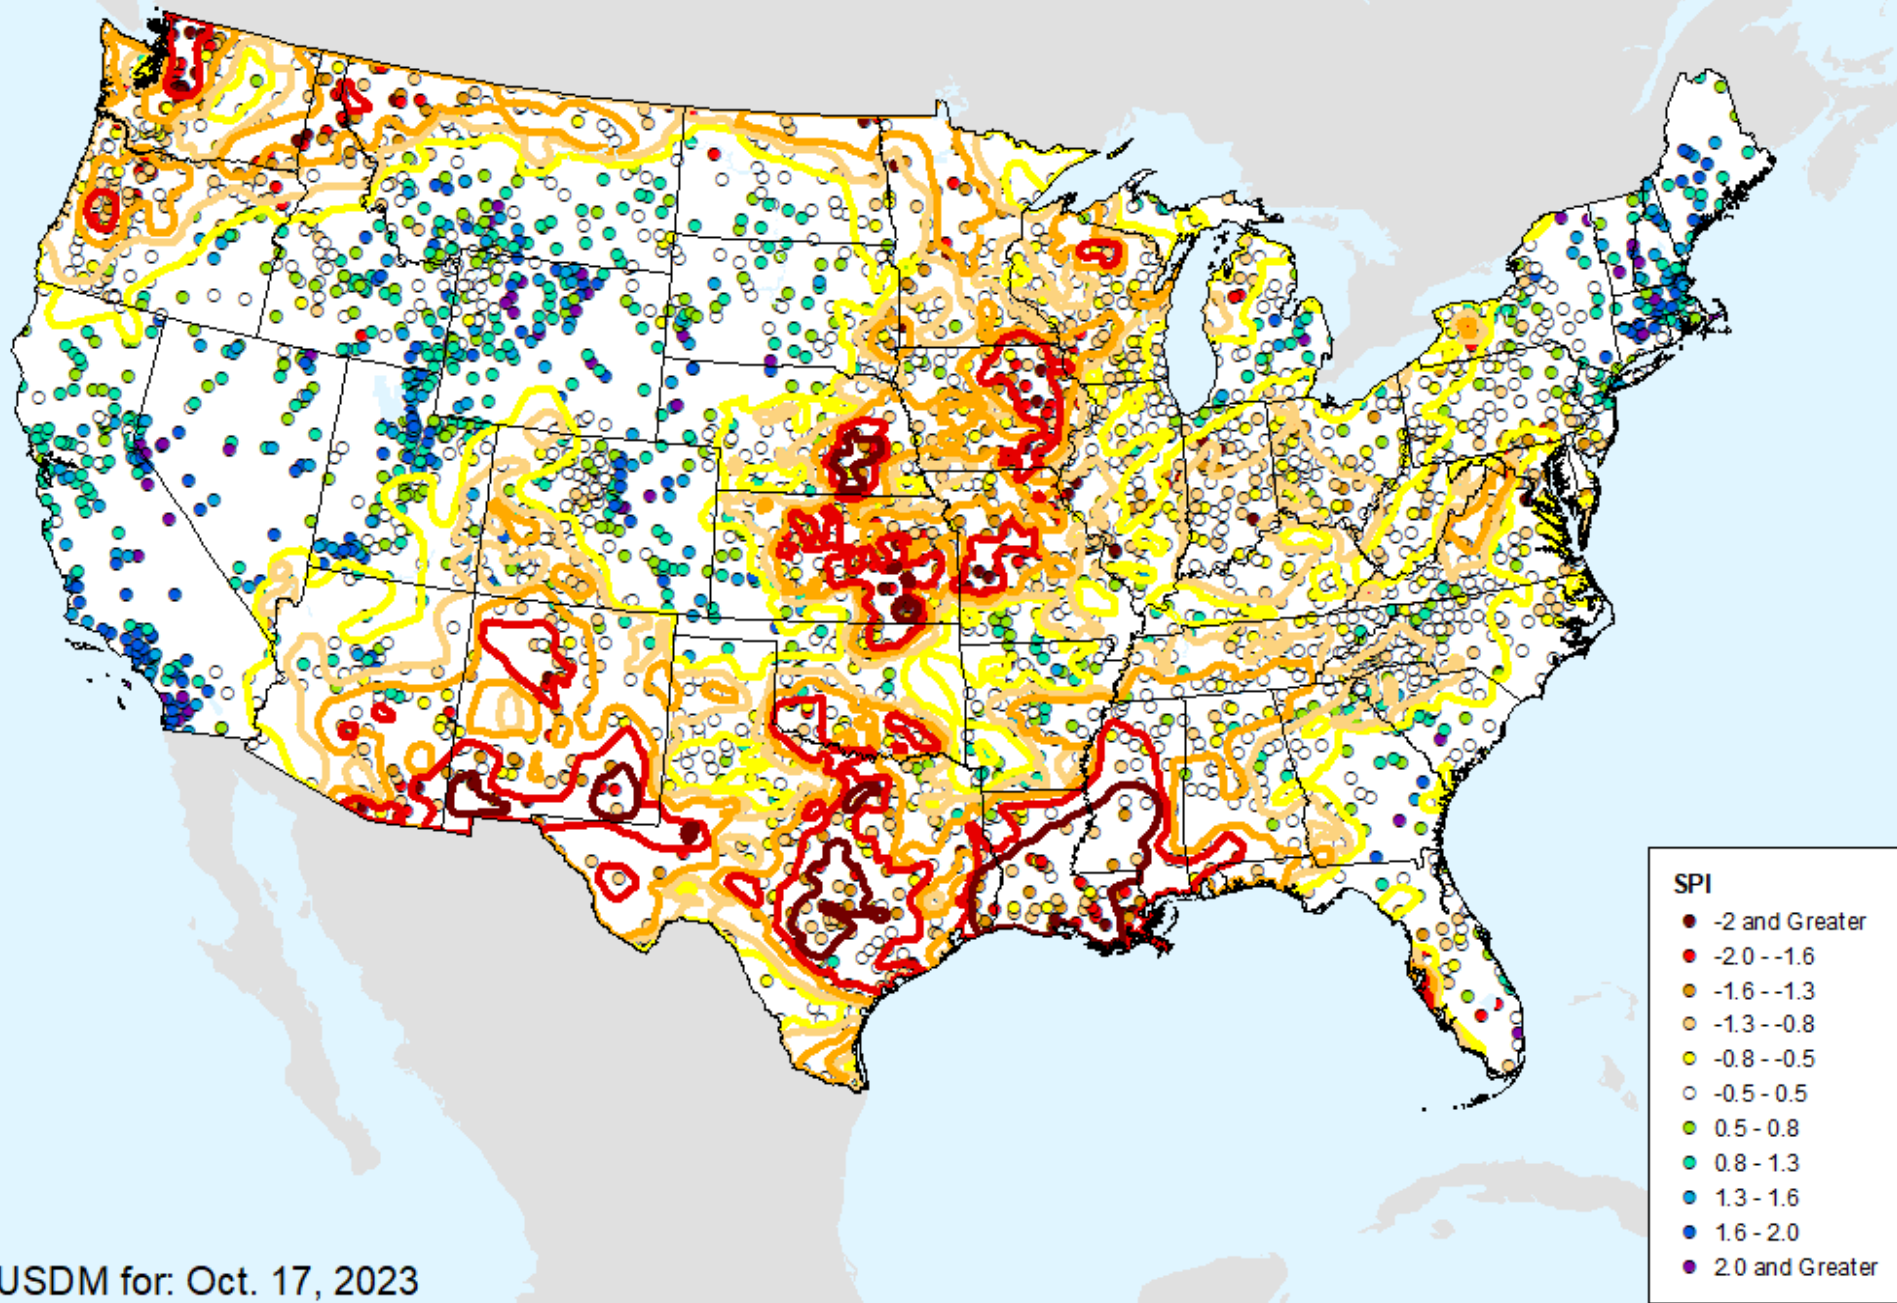 SPI
-2 and Greater
-2.0 - -1.6
-1.6 - -1.3
-1.3 - -0.8
-0.8 - -0.5
-0.5 - 0.5
0.5 - 0.8
0.8 - 1.3
1.3 - 1.6
1.6 - 2.0
2.0 and Greater
USDM for: Oct. 17, 2023